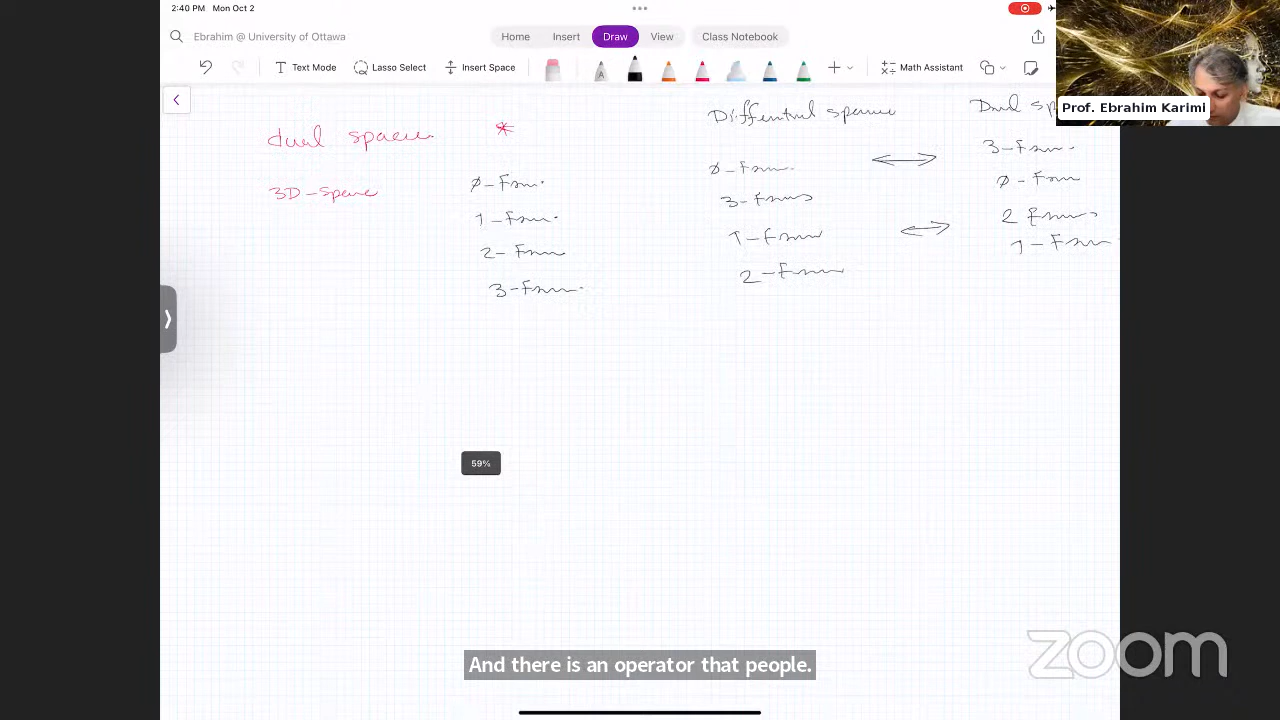 2:40 PM Mon Oct 2
Ebrahim @ University of Ottawa
Home Insert Draw View Class Notebook
Text Mode Lasso Select Insert Space Math Assistant
Prof. Ebrahim Karimi
dual space *
3D-Space
0-Form
1-Form
2-Form
3-Form
Differential space
0-Form
3-Forms
1-Form
2-Form
Dual sp
3-Form
0-Form
2 Forms
1-Form
59%
And there is an operator that people.
zoom